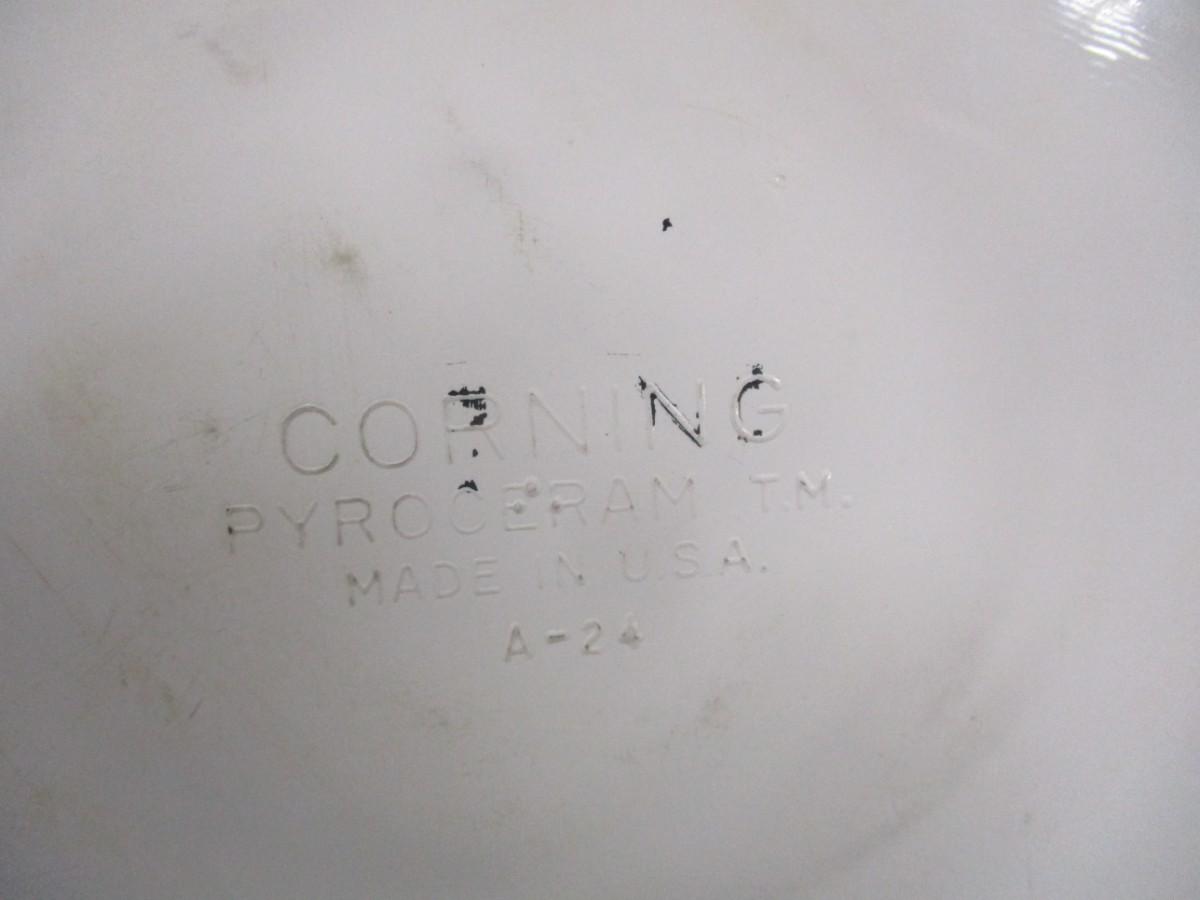 CORNING
PYROCERAM T.M.
MADE IN U.S.A.
A-24